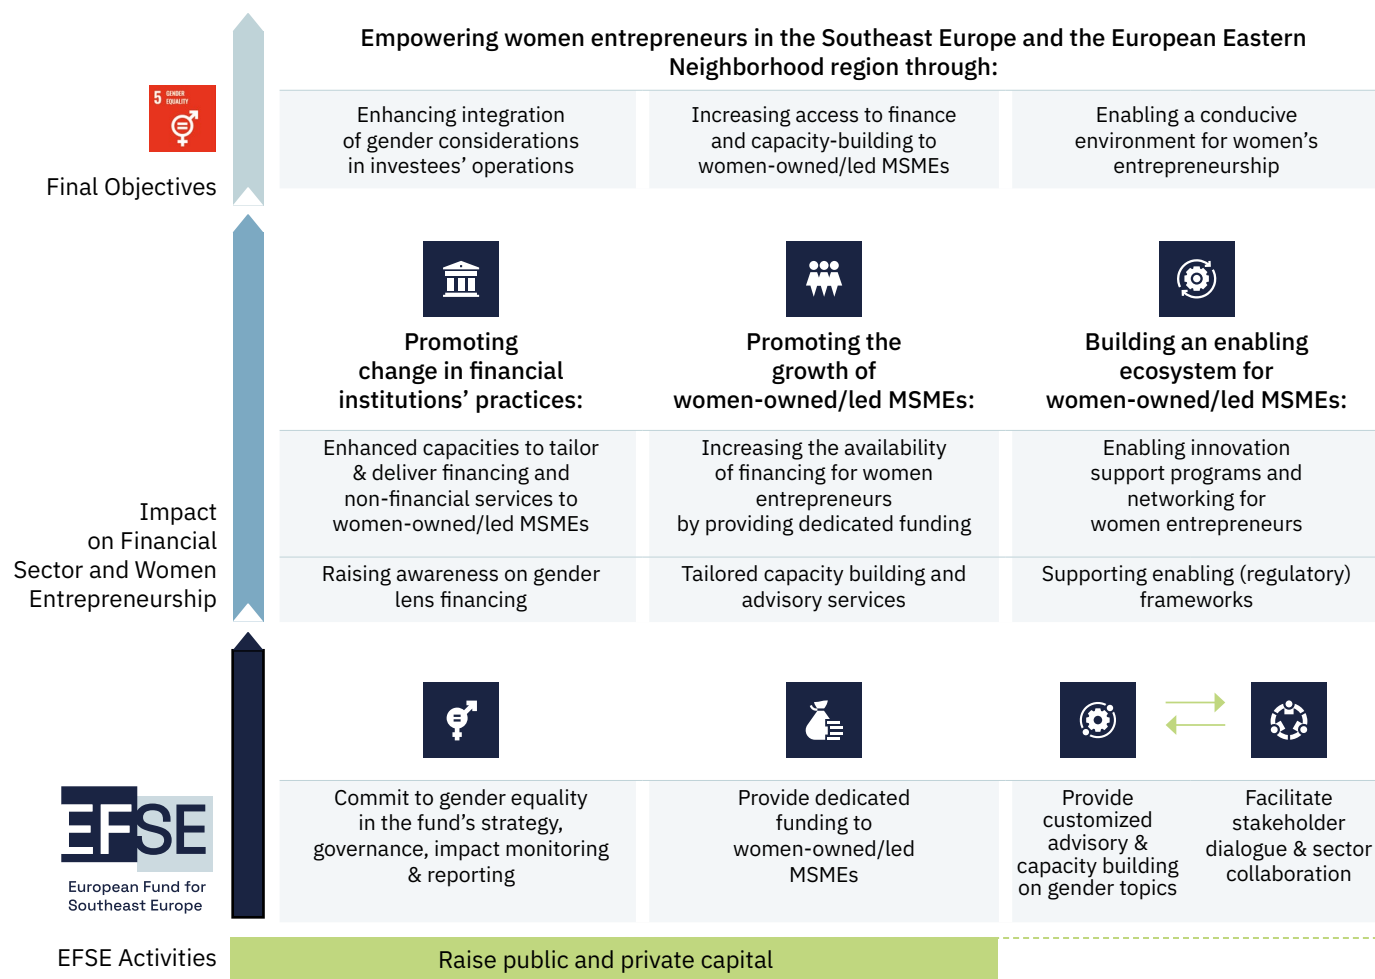 Empowering women entrepreneurs in the Southeast Europe and the European Eastern
Neighborhood region through:
5 GENDER
EQUALITY
Final Objectives
Enhancing integration
of gender considerations
in investees’ operations
Increasing access to finance
and capacity-building to
women-owned/led MSMEs
Enabling a conducive
environment for women’s
entrepreneurship
Impact
on Financial
Sector and Women
Entrepreneurship
Promoting
change in financial
institutions’ practices:
Enhanced capacities to tailor
& deliver financing and
non-financial services to
women-owned/led MSMEs
Raising awareness on gender
lens financing
Promoting the
growth of
women-owned/led MSMEs:
Increasing the availability
of financing for women
entrepreneurs
by providing dedicated funding
Tailored capacity building and
advisory services
Building an enabling
ecosystem for
women-owned/led MSMEs:
Enabling innovation
support programs and
networking for
women entrepreneurs
Supporting enabling (regulatory)
frameworks
EFSE
European Fund for
Southeast Europe
Commit to gender equality
in the fund’s strategy,
governance, impact monitoring
& reporting
Provide dedicated
funding to
women-owned/led
MSMEs
Provide
customized
advisory &
capacity building
on gender topics
Facilitate
stakeholder
dialogue & sector
collaboration
EFSE Activities
Raise public and private capital